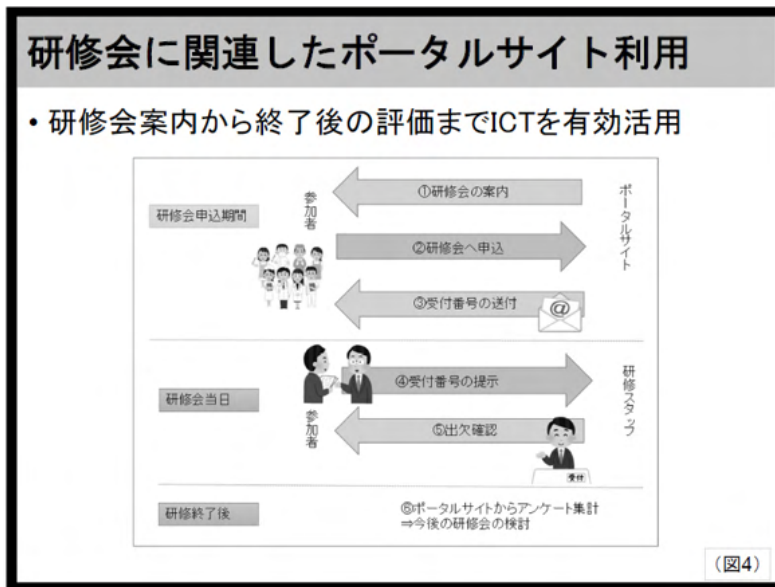 研修会に関連したポータルサイト利用
• 研修会案内から終了後の評価までICTを有効活用
研修会申込期間
参加者
①研修会の案内
ポータルサイト
②研修会へ申込
③受付番号の送付
@
研修会当日
参加者
④受付番号の提示
研修スタッフ
⑤出欠確認
受付
研修終了後
⑥ポータルサイトからアンケート集計
⇒今後の研修会の検討
（図4）